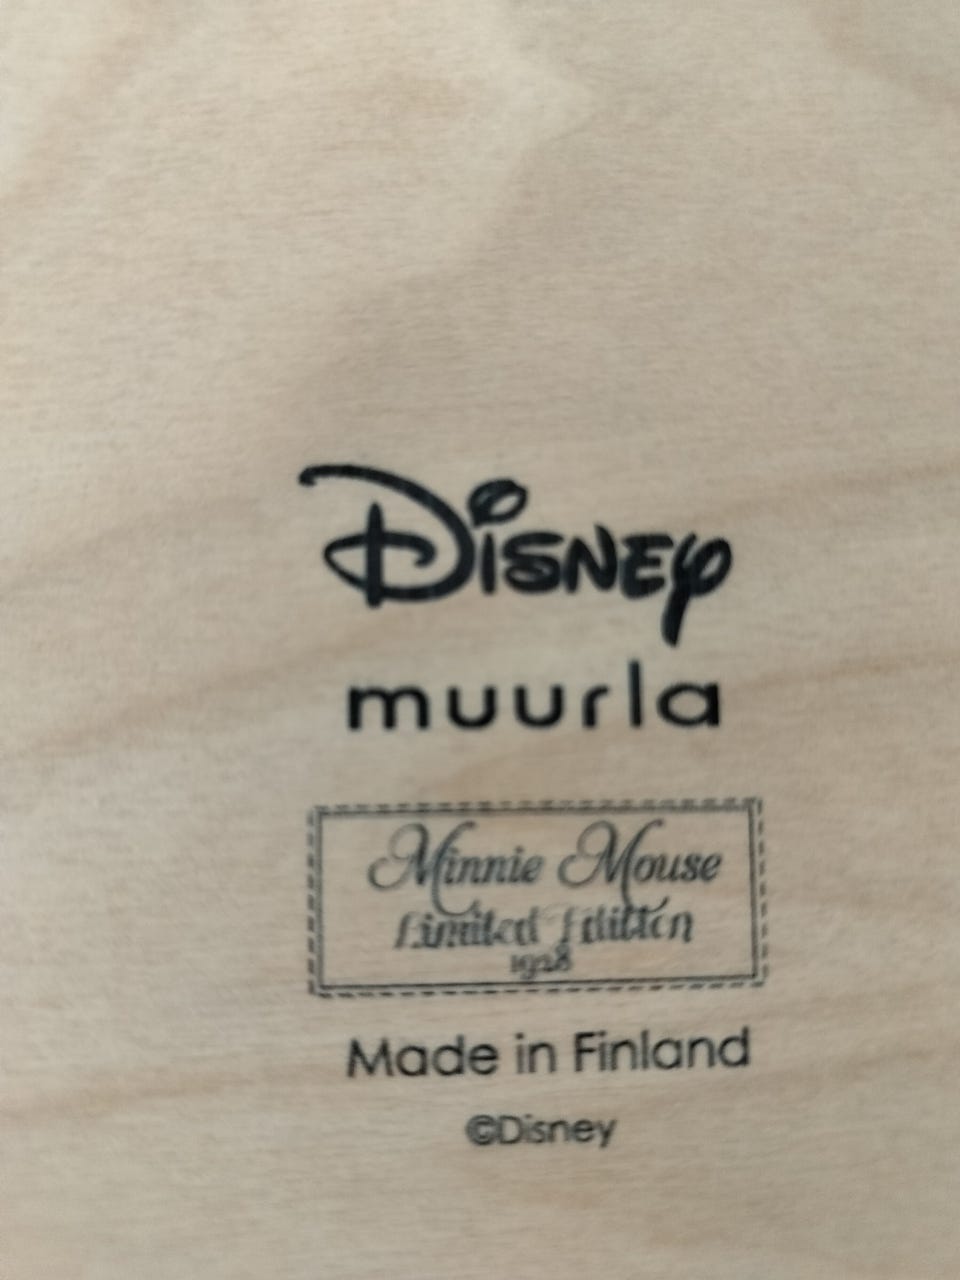 Disney
muurla
Minnie Mouse
Limited Edition
1928
Made in Finland
©Disney